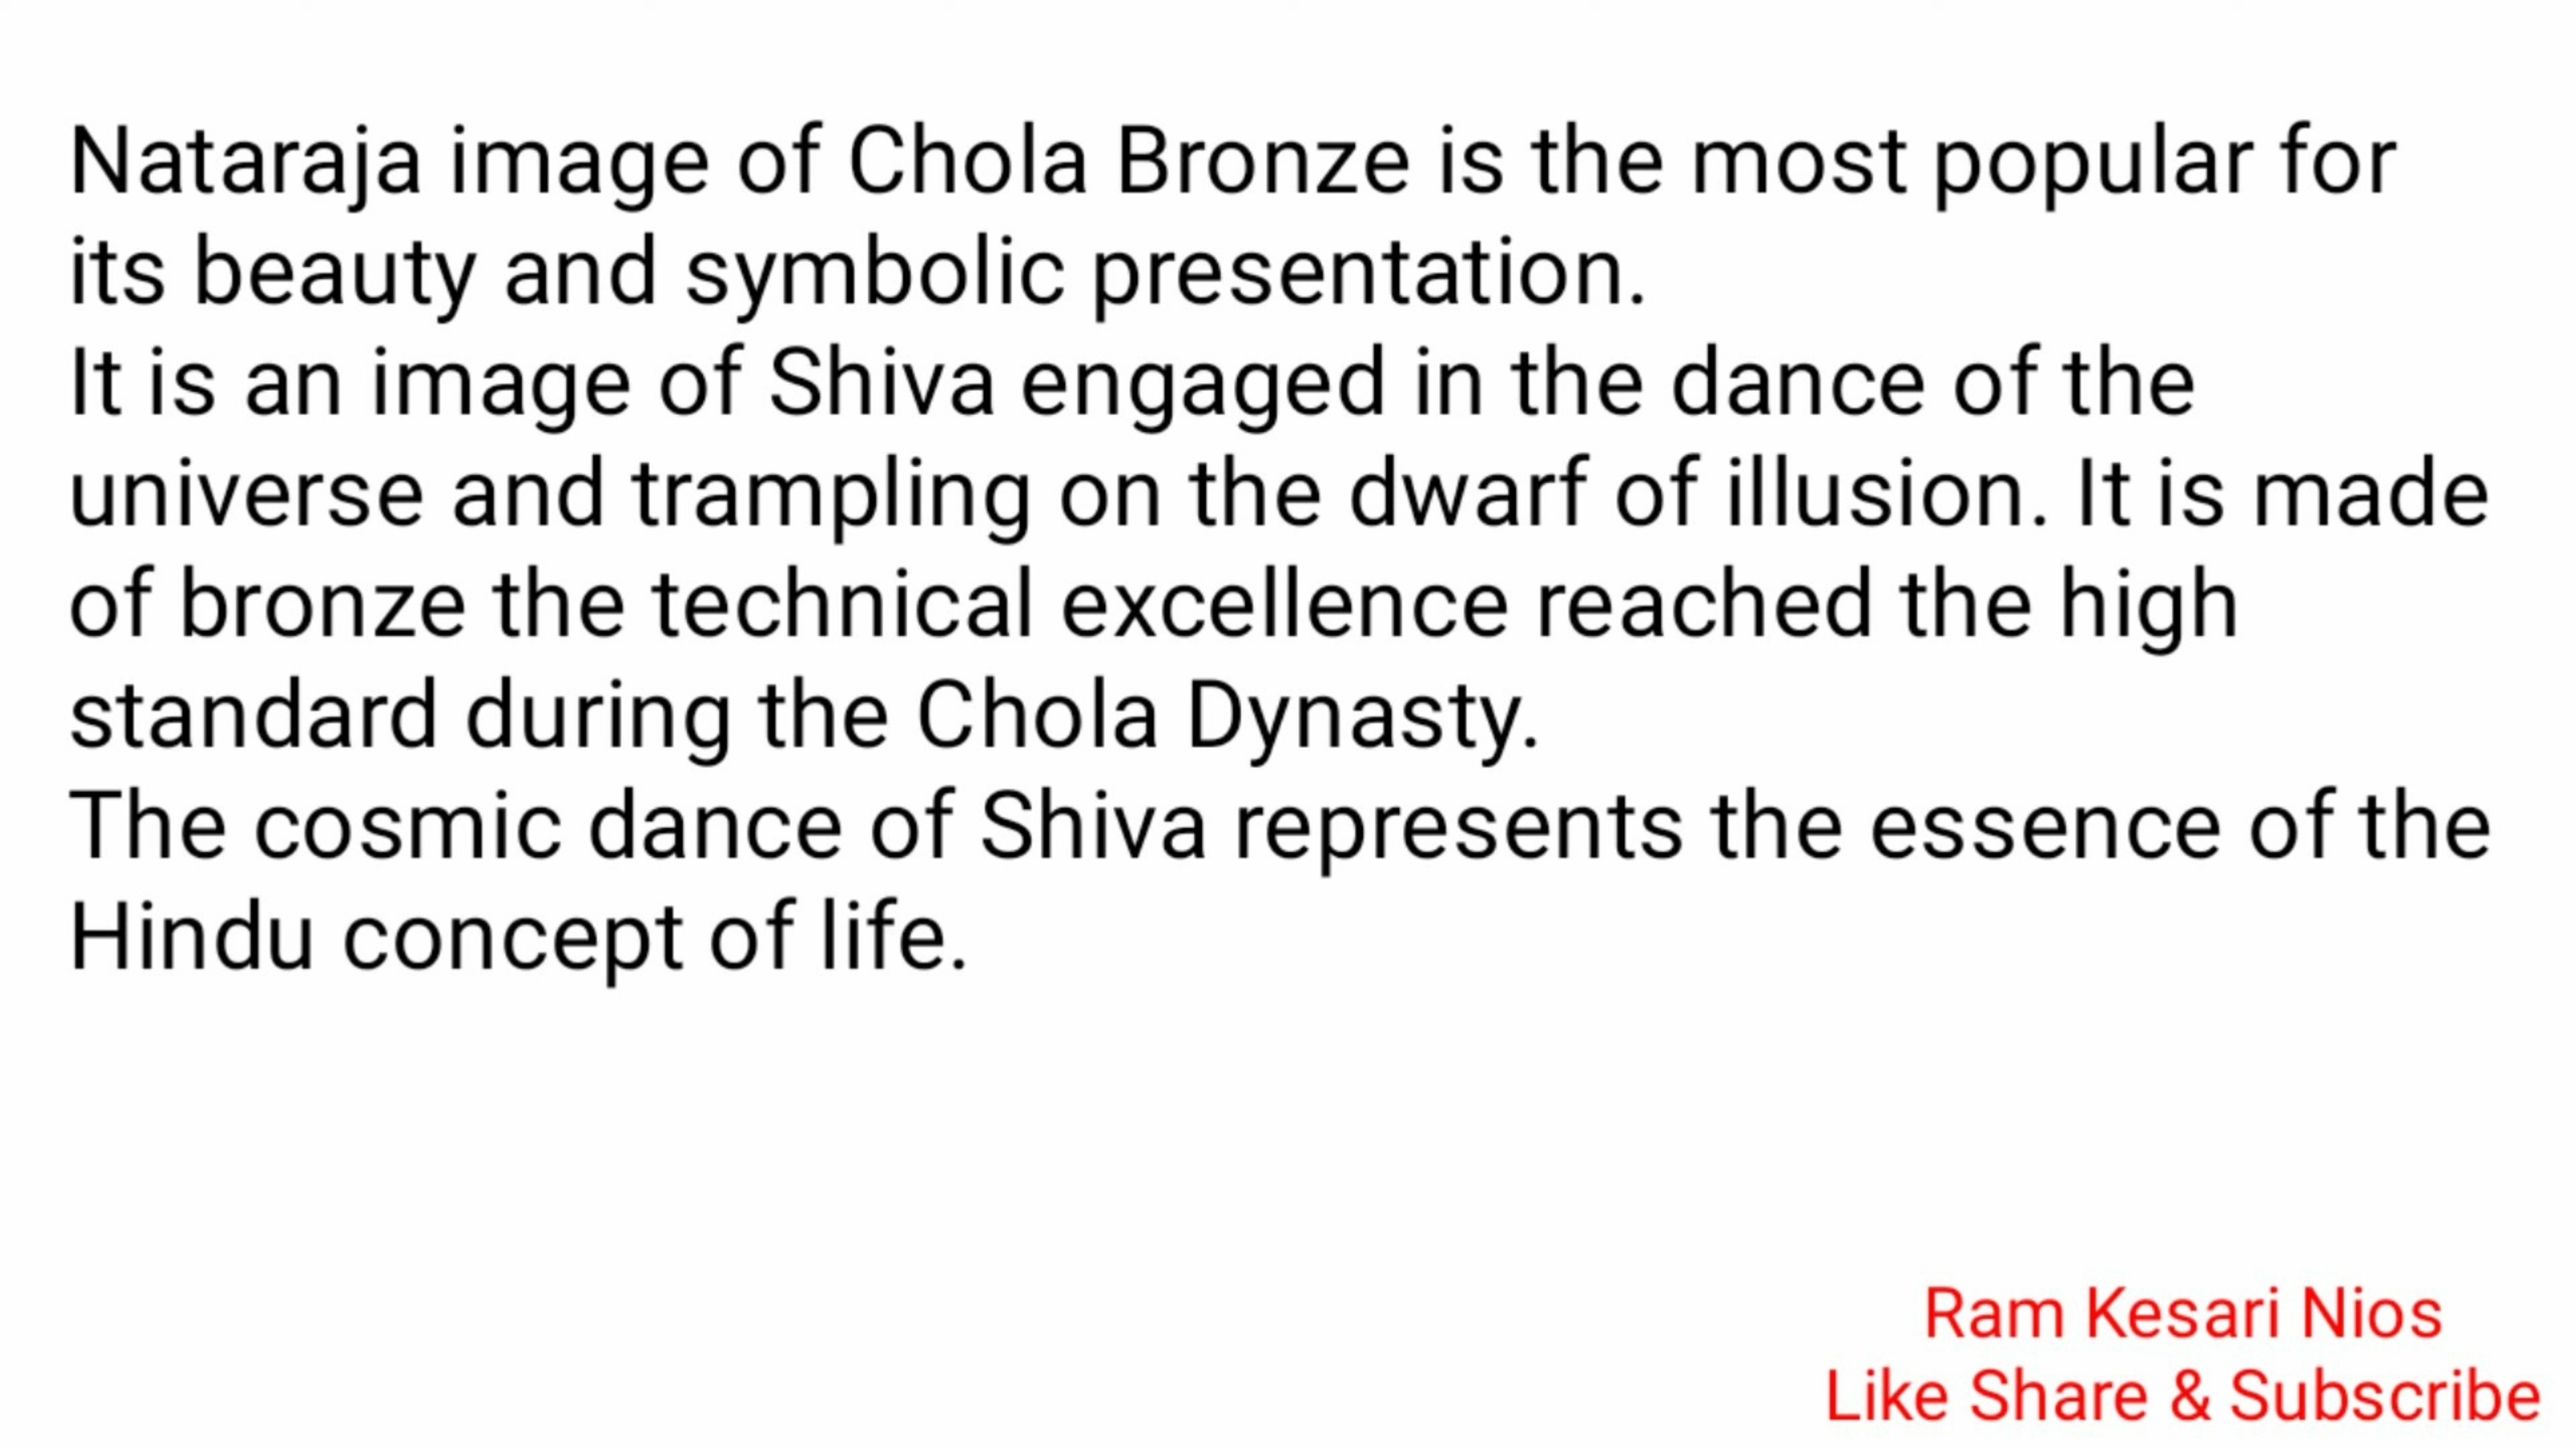 Nataraja image of Chola Bronze is the most popular for
its beauty and symbolic presentation.
It is an image of Shiva engaged in the dance of the
universe and trampling on the dwarf of illusion. It is made
of bronze the technical excellence reached the high
standard during the Chola Dynasty.
The cosmic dance of Shiva represents the essence of the
Hindu concept of life.
Ram Kesari Nios
Like Share & Subscribe